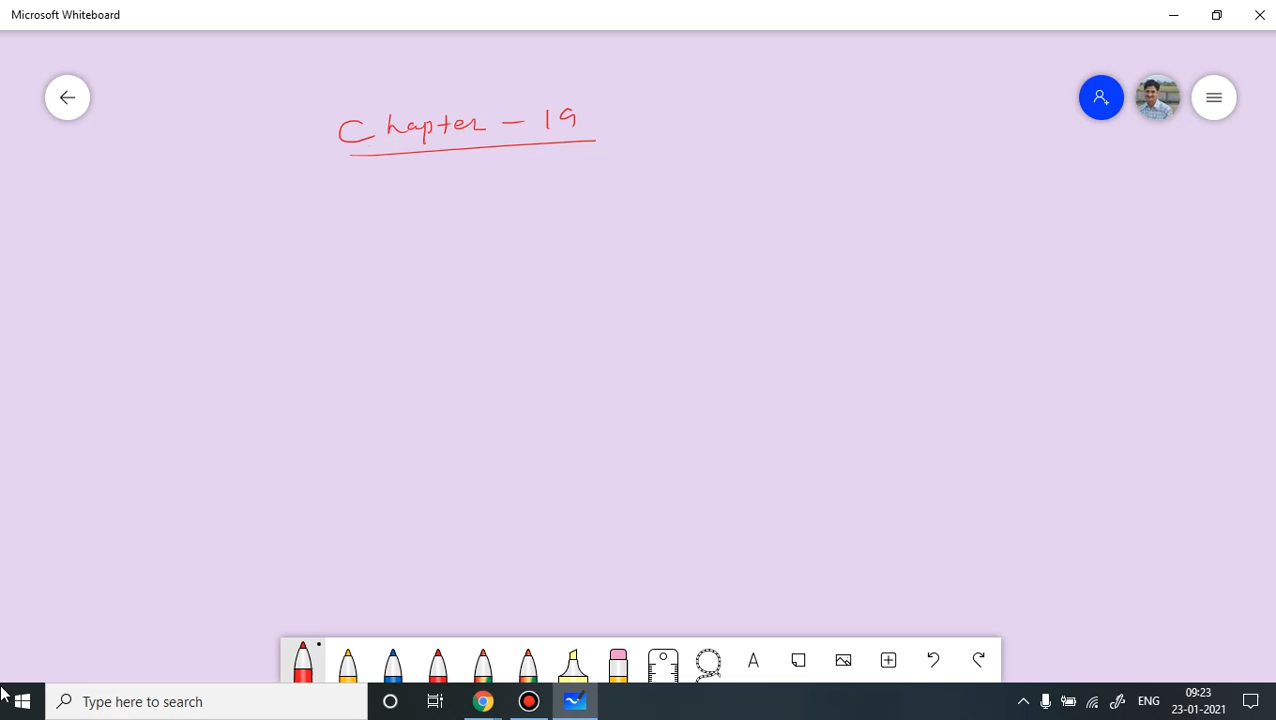 Microsoft Whiteboard
Chapter - 19
A
Type here to search
ENG
09:23
23-01-2021